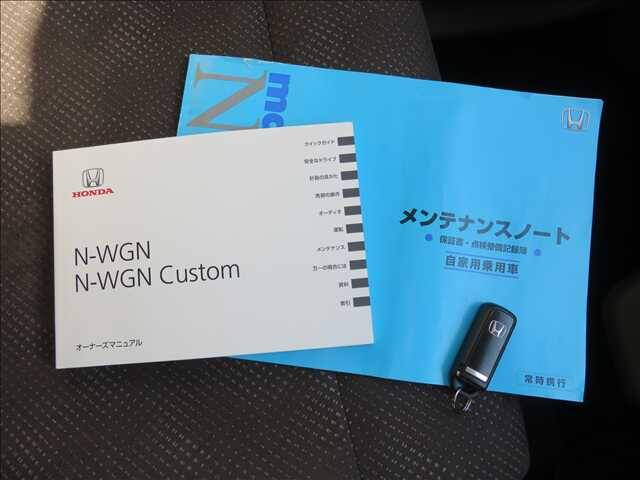 HONDA
N-WGN
N-WGN Custom
オーナーズマニュアル
クイックガイド
安全なドライブ
計器の見かた
各部の操作
オーディオ
運転
メンテナンス
万一の場合には
資料
索引
N
メンテナンスノート
・保証書・点検整備記録簿
自家用乗用車
常時携行